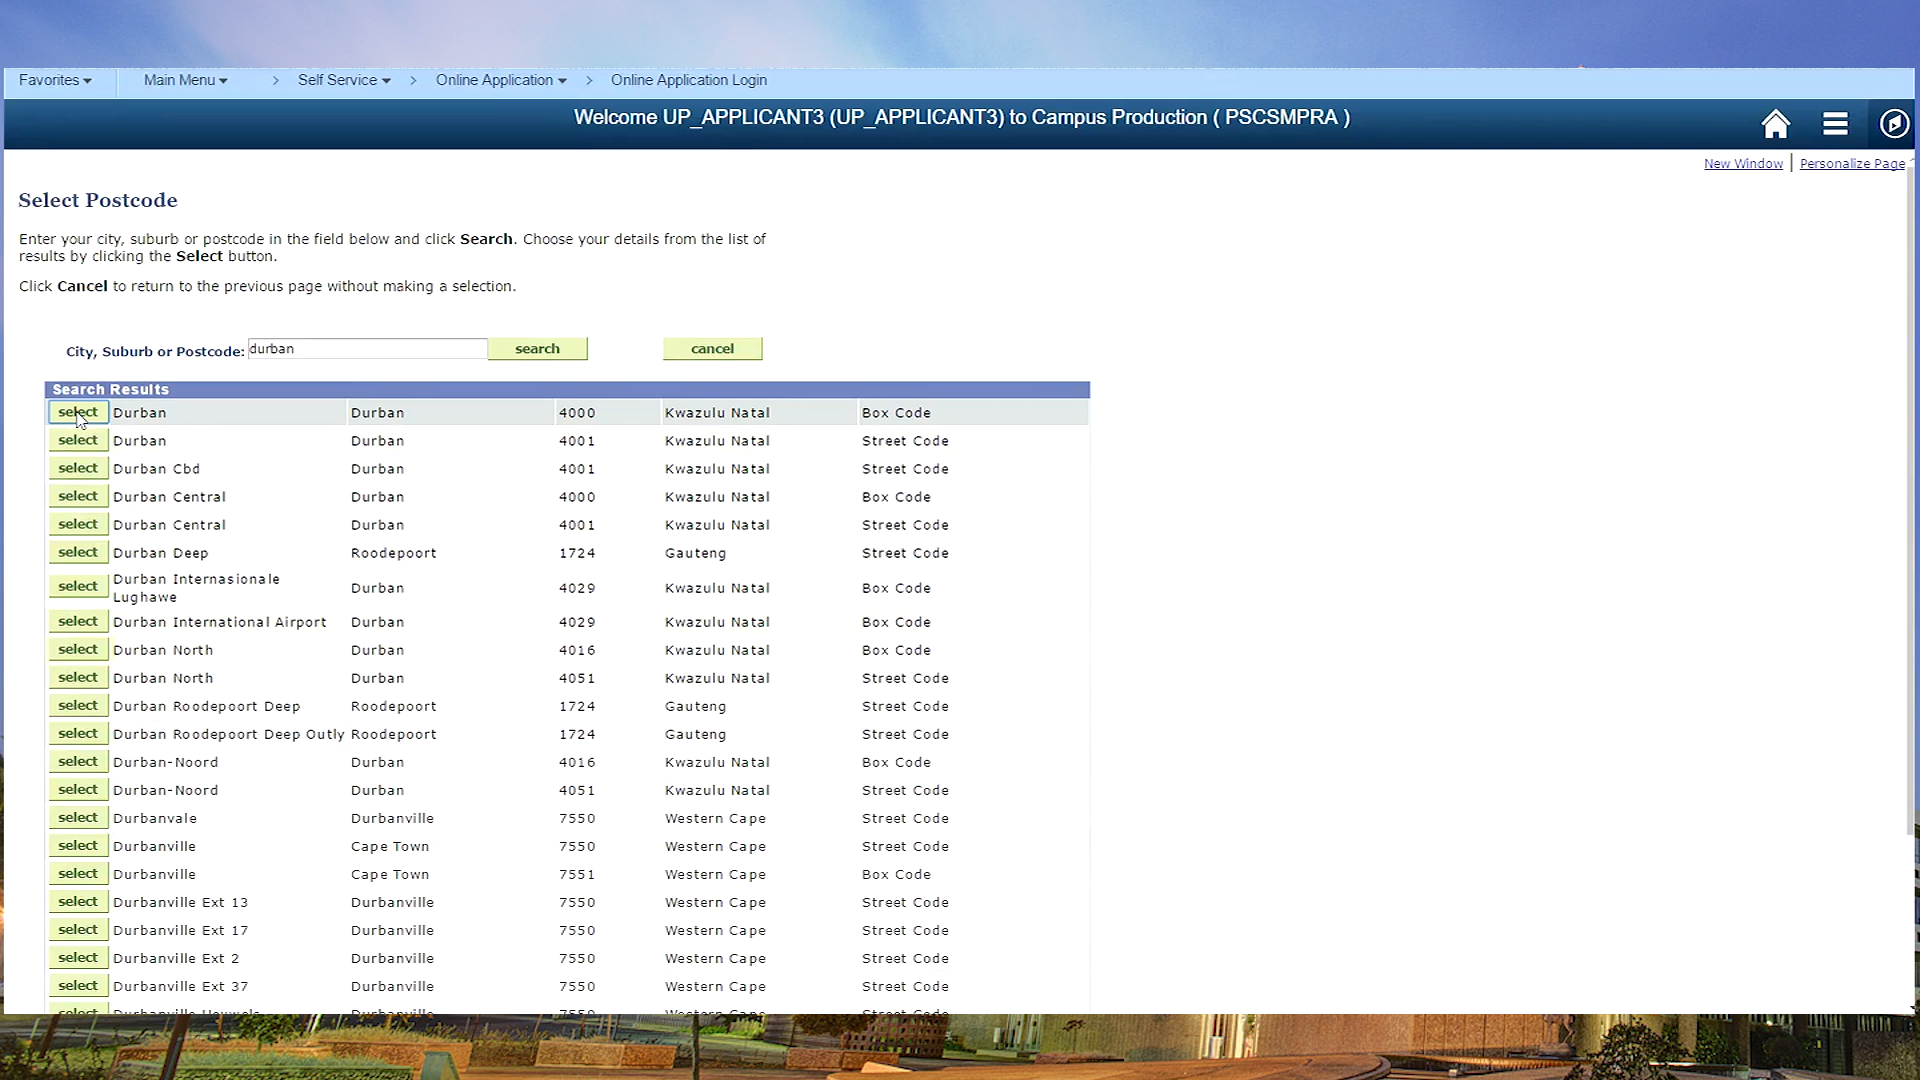 Favorites Main Menu > Self Service > Online Application > Online Application Login
Welcome UP_APPLICANT3 (UP_APPLICANT3) to Campus Production ( PSCSMPRA )
New Window | Personalize Page
Select Postcode
Enter your city, suburb or postcode in the field below and click Search. Choose your details from the list of
results by clicking the Select button.
Click Cancel to return to the previous page without making a selection.
City, Suburb or Postcode: durban search cancel
Search Results
select Durban Durban 4000 Kwazulu Natal Box Code
select Durban Durban 4001 Kwazulu Natal Street Code
select Durban Cbd Durban 4001 Kwazulu Natal Street Code
select Durban Central Durban 4000 Kwazulu Natal Box Code
select Durban Central Durban 4001 Kwazulu Natal Street Code
select Durban Deep Roodepoort 1724 Gauteng Street Code
select Durban Internasionale Lughawe Durban 4029 Kwazulu Natal Box Code
select Durban International Airport Durban 4029 Kwazulu Natal Box Code
select Durban North Durban 4016 Kwazulu Natal Box Code
select Durban North Durban 4051 Kwazulu Natal Street Code
select Durban Roodepoort Deep Roodepoort 1724 Gauteng Street Code
select Durban Roodepoort Deep Outly Roodepoort 1724 Gauteng Street Code
select Durban-Noord Durban 4016 Kwazulu Natal Box Code
select Durban-Noord Durban 4051 Kwazulu Natal Street Code
select Durbanvale Durbanville 7550 Western Cape Street Code
select Durbanville Cape Town 7550 Western Cape Street Code
select Durbanville Cape Town 7551 Western Cape Box Code
select Durbanville Ext 13 Durbanville 7550 Western Cape Street Code
select Durbanville Ext 17 Durbanville 7550 Western Cape Street Code
select Durbanville Ext 2 Durbanville 7550 Western Cape Street Code
select Durbanville Ext 37 Durbanville 7550 Western Cape Street Code